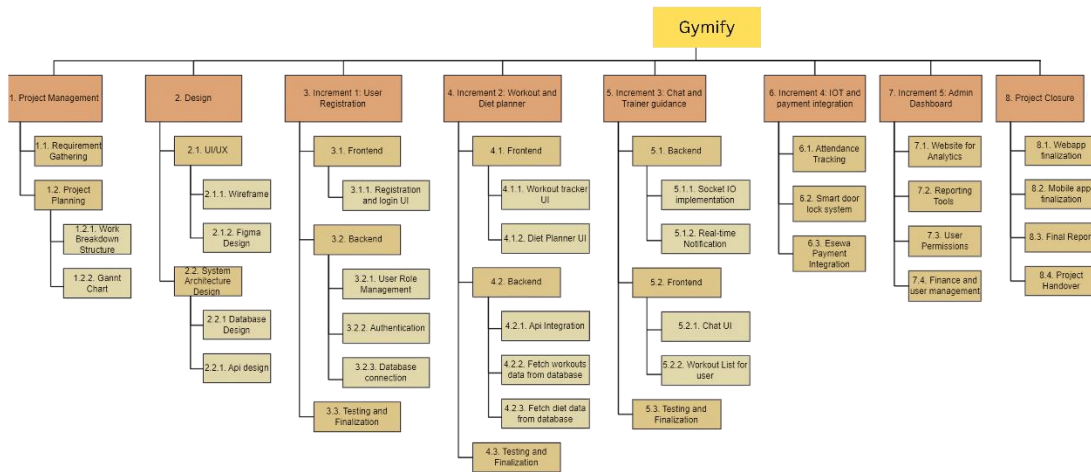 Gymify
1. Project Management
1.1. Requirement
Gathering
1.2. Project
Planning
1.2.1. Work
Breakdown
Structure
1.2.2. Gannt
Chart
2. Design
2.1. UI/UX
2.1.1. Wireframe
2.1.2. Figma
Design
2.2. System
Architecture
Design
2.2.1 Database
Design
2.2.1. Api design
3. Increment 1: User
Registration
3.1. Frontend
3.1.1. Registration
and login UI
3.2. Backend
3.2.1. User Role
Management
3.2.2. Authentication
3.2.3. Database
connection
3.3. Testing and
Finalization
4. Increment 2: Workout and
Diet planner
4.1. Frontend
4.1.1. Workout tracker
UI
4.1.2. Diet Planner UI
4.2. Backend
4.2.1. Api Integration
4.2.2. Fetch workouts
data from database
4.2.3. Fetch diet data
from database
4.3. Testing and
Finalization
5. Increment 3: Chat and
Trainer guidance
5.1. Backend
5.1.1. Socket IO
implementation
5.1.2. Real-time
Notification
5.2. Frontend
5.2.1. Chat UI
5.2.2. Workout List for
user
5.3. Testing and
Finalization
6. Increment 4: IOT and
payment integration
6.1. Attendance
Tracking
6.2. Smart door
lock system
6.3. Esewa
Payment
Integration
7. Increment 5: Admin
Dashboard
7.1. Website for
Analytics
7.2. Reporting
Tools
7.3. User
Permissions
7.4. Finance and
user management
8. Project Closure
8.1. Webapp
finalization
8.2. Mobile app
finalization
8.3. Final Report
8.4. Project
Handover